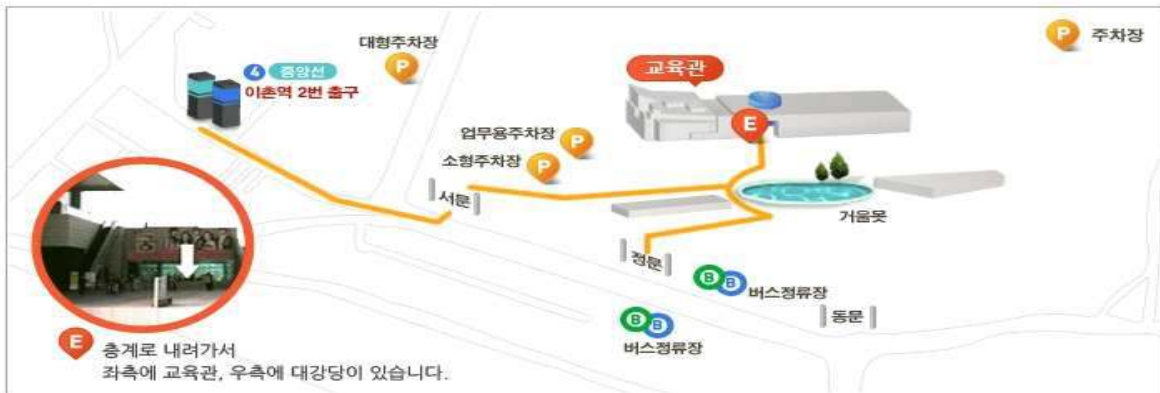 대형주차장
P
P 주차장
4 중앙선
이촌역 2번 출구
교육관
E
업무용주차장 P
소형주차장 P
서문
거울못
정문
B B 버스정류장
B B
버스정류장
동문
E 층계로 내려가서
좌측에 교육관, 우측에 대강당이 있습니다.